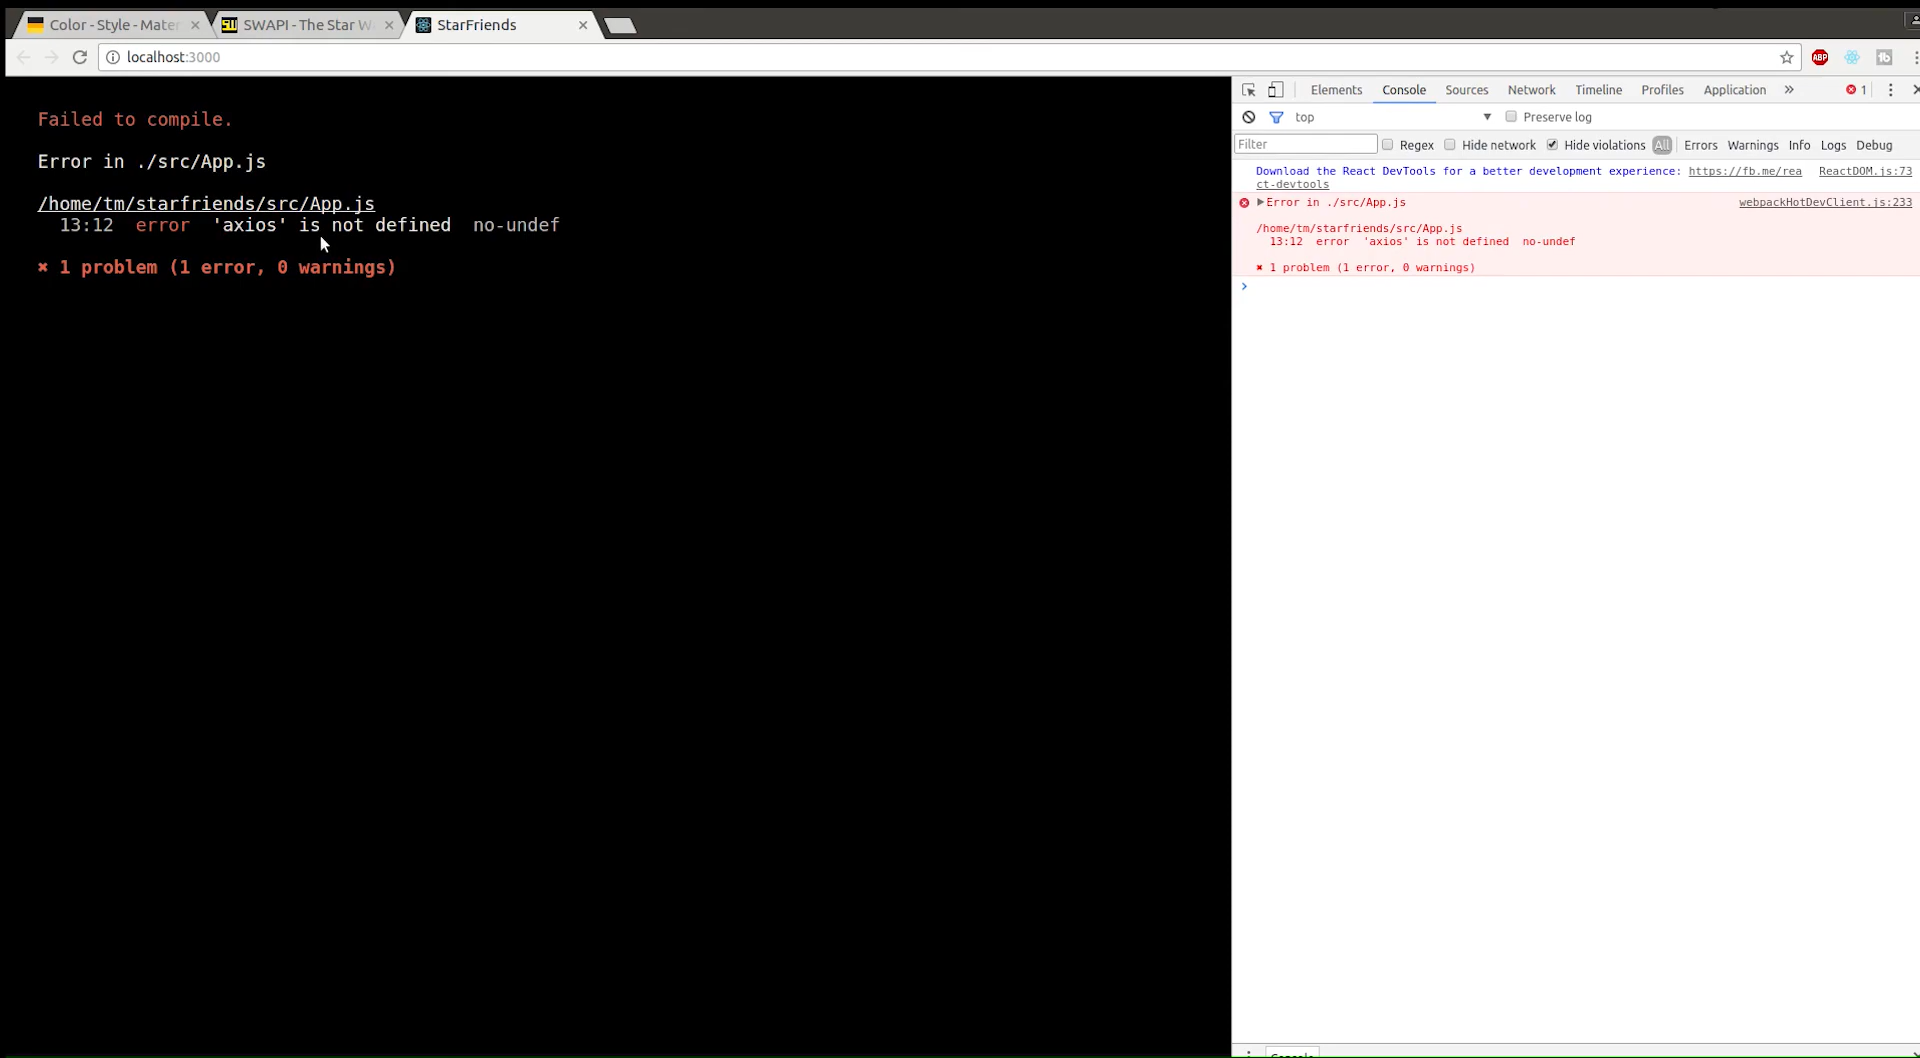 Color - Style - Mater
SWAPI - The Star W
StarFriends
localhost:3000
ABP
Failed to compile.
Error in ./src/App.js
/home/tm/starfriends/src/App.js
13:12 error 'axios' is not defined no-undef
✖ 1 problem (1 error, 0 warnings)
Elements Console Sources Network Timeline Profiles Application » 1
top Preserve log
Filter Regex Hide network Hide violations All Errors Warnings Info Logs Debug
Download the React DevTools for a better development experience: https://fb.me/rea ReactDOM.js:73
ct-devtools
Error in ./src/App.js webpackHotDevClient.js:233
/home/tm/starfriends/src/App.js
13:12 error 'axios' is not defined no-undef
✖ 1 problem (1 error, 0 warnings)
Console